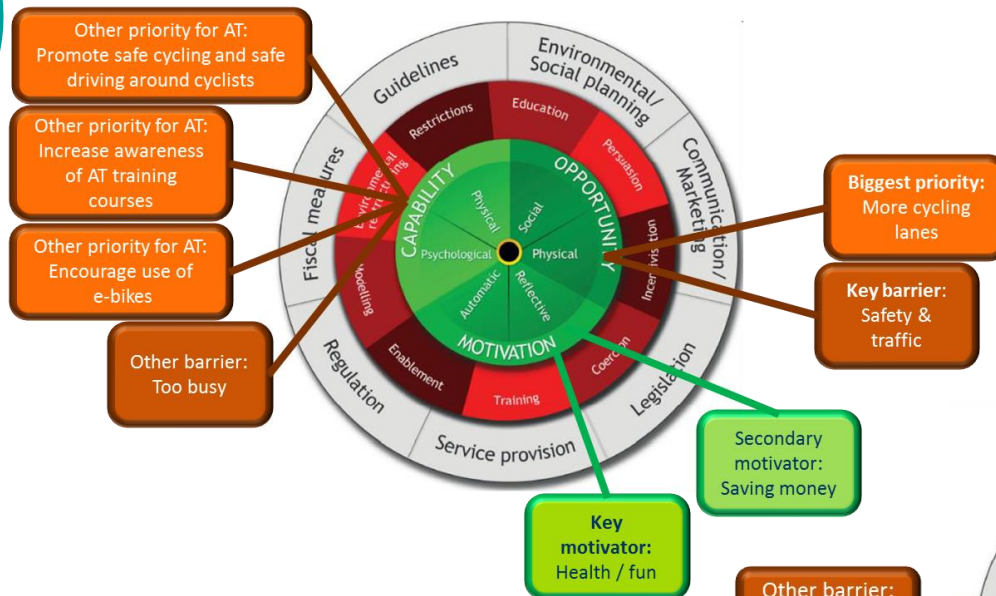 Other priority for AT:
Promote safe cycling and safe
driving around cyclists
Other priority for AT:
Increase awareness
of AT training
courses
Other priority for AT:
Encourage use of
e-bikes
Other barrier:
Too busy
Guidelines
Environmental/
Social planning
Communication/
Marketing
Legislation
Service provision
Regulation
Fiscal measures
Restrictions
Education
Persuasion
Incentivisation
Coercion
Training
Enablement
Modelling
Environmental
restructuring
CAPABILITY
OPPORTUNITY
MOTIVATION
Physical
Social
Psychological
Physical
Automatic
Reflective
Biggest priority:
More cycling
lanes
Key barrier:
Safety &
traffic
Secondary
motivator:
Saving money
Key
motivator:
Health / fun
Other barrier: